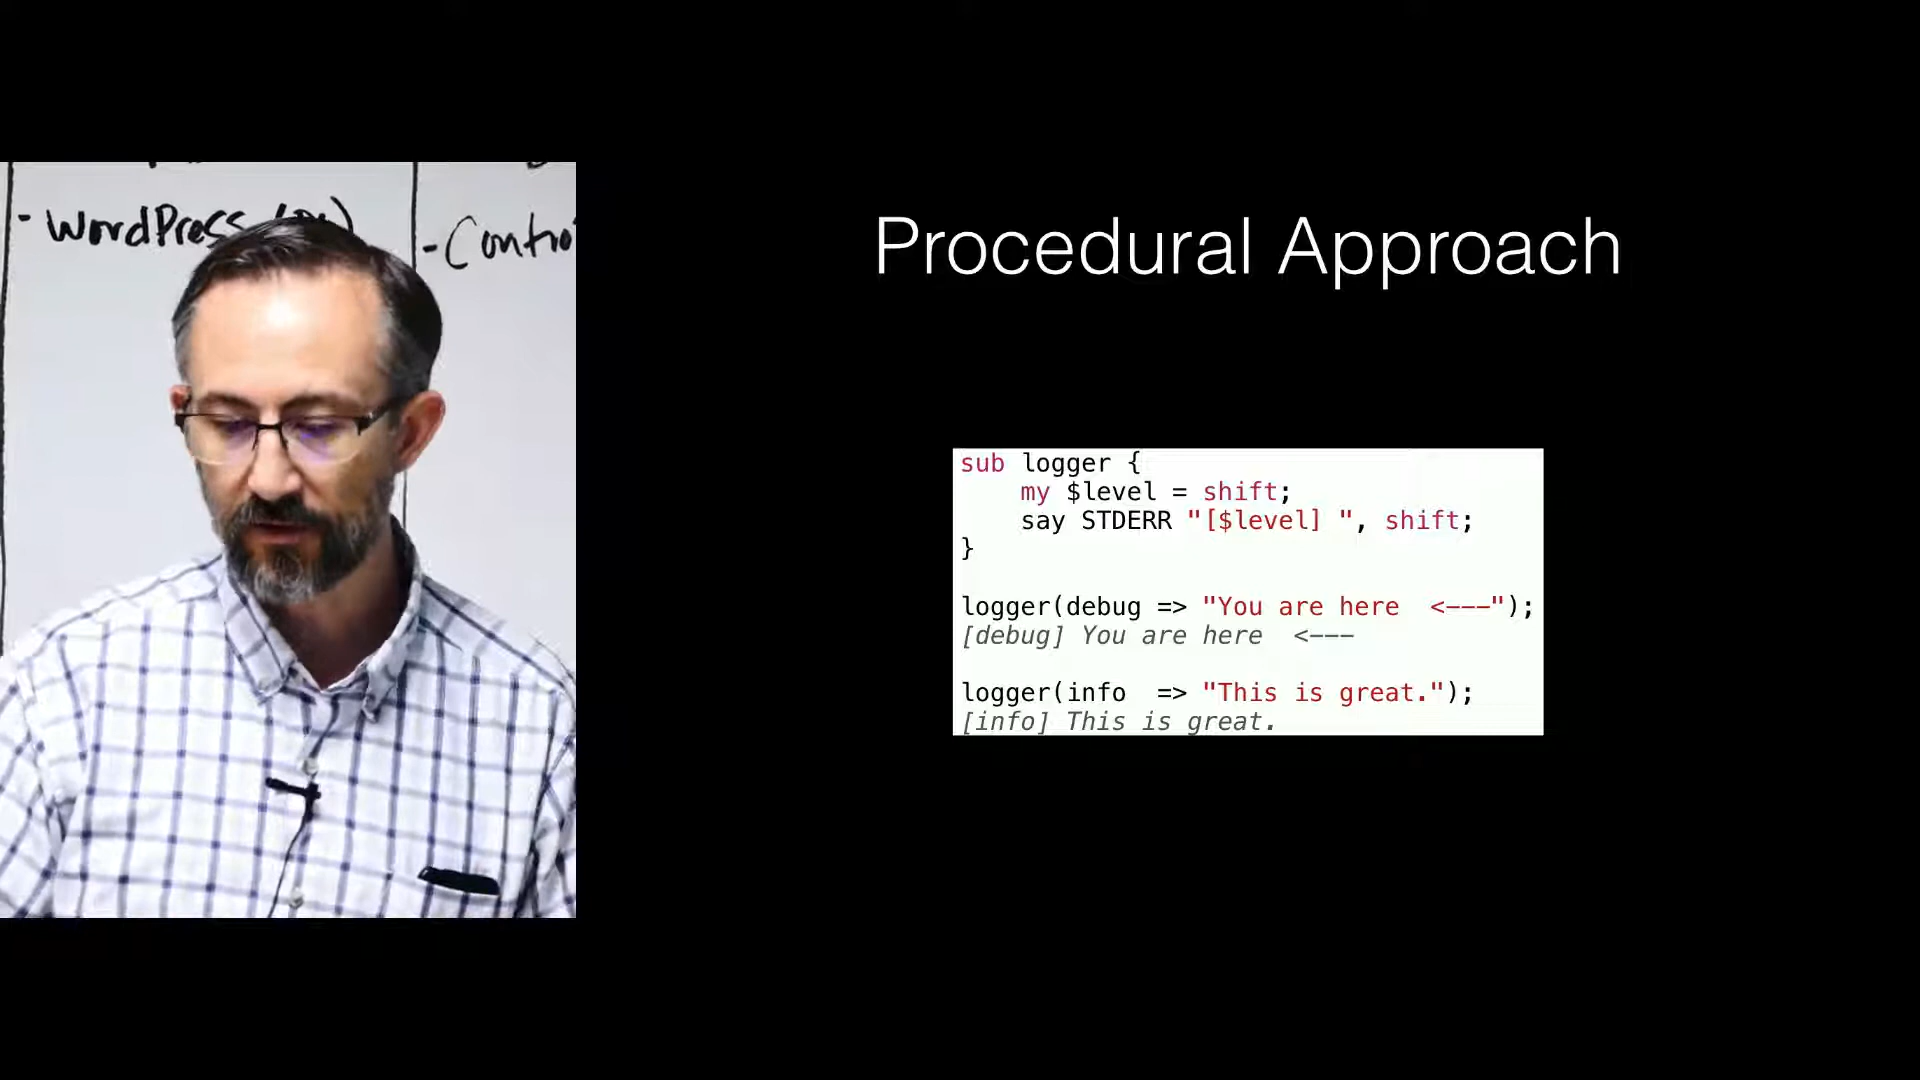 - WordPress
- Contro
Procedural Approach
sub logger {
    my $level = shift;
    say STDERR "[$level] ", shift;
}
logger(debug => "You are here  <---");
[debug] You are here  <---
logger(info  => "This is great.");
[info] This is great.